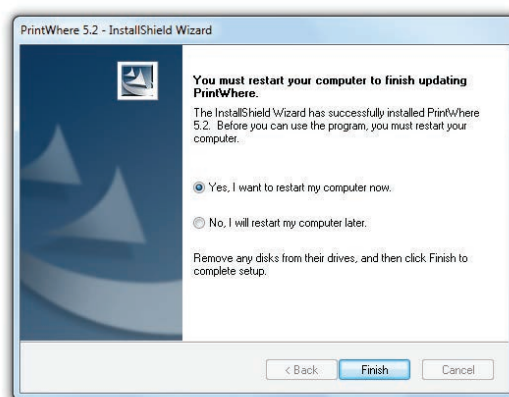 PrintWhere 5.2 - InstallShield Wizard
You must restart your computer to finish updating
PrintWhere.
The InstallShield Wizard has successfully installed PrintWhere
5.2. Before you can use the program, you must restart your
computer.
Yes, I want to restart my computer now.
No, I will restart my computer later.
Remove any disks from their drives, and then click Finish to
complete setup.
< Back
Finish
Cancel